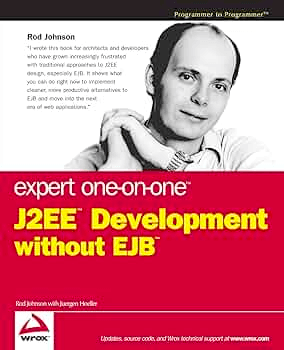 Programmer to Programmer™
Rod Johnson
"I wrote this book for architects and developers
who have grown increasingly frustrated
with traditional approaches to J2EE
design, especially EJB. It shows what
you can do right now to implement
cleaner, more productive alternatives to
EJB and move into the next
era of web applications."
expert one-on-one™
J2EE™ Development
without EJB™
Rod Johnson with Juergen Hoeller
wrox™
Updates, source code, and Wrox technical support at www.wrox.com